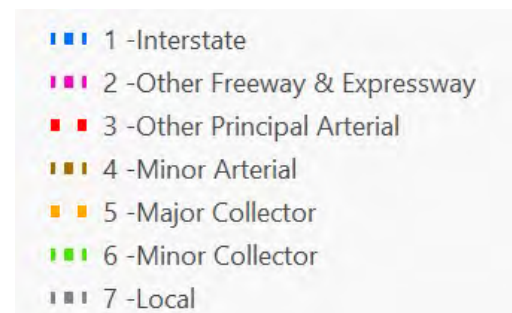 1 -Interstate
2 -Other Freeway & Expressway
3 -Other Principal Arterial
4 -Minor Arterial
5 -Major Collector
6 -Minor Collector
7 -Local